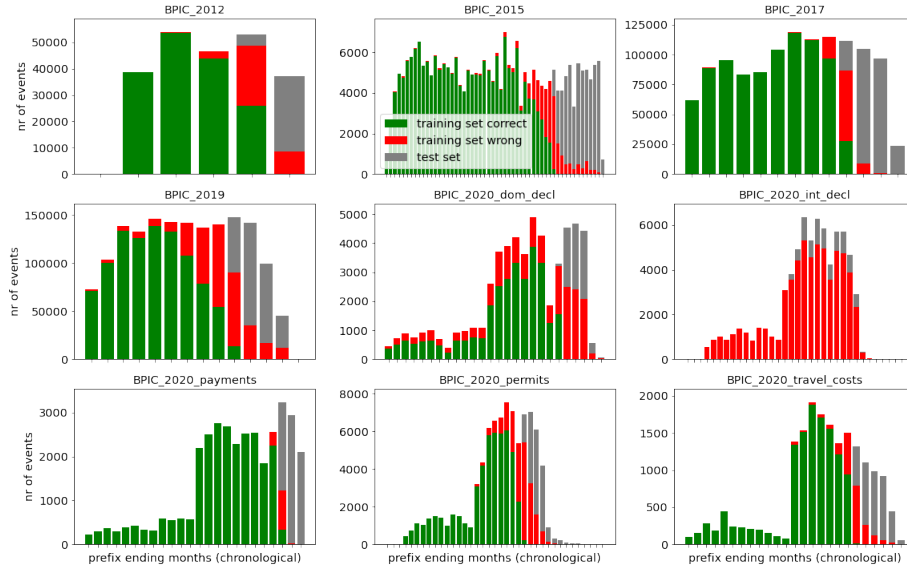 BPIC_2012
BPIC_2015
BPIC_2017
nr of events
50000
40000
30000
20000
10000
0
6000
4000
2000
0
training set correct
training set wrong
test set
125000
100000
75000
50000
25000
0
BPIC_2019
BPIC_2020_dom_decl
BPIC_2020_int_decl
nr of events
150000
100000
50000
0
5000
4000
3000
2000
1000
0
6000
4000
2000
0
BPIC_2020_payments
BPIC_2020_permits
BPIC_2020_travel_costs
nr of events
3000
2000
1000
0
8000
6000
4000
2000
0
2000
1500
1000
500
0
prefix ending months (chronological)
prefix ending months (chronological)
prefix ending months (chronological)